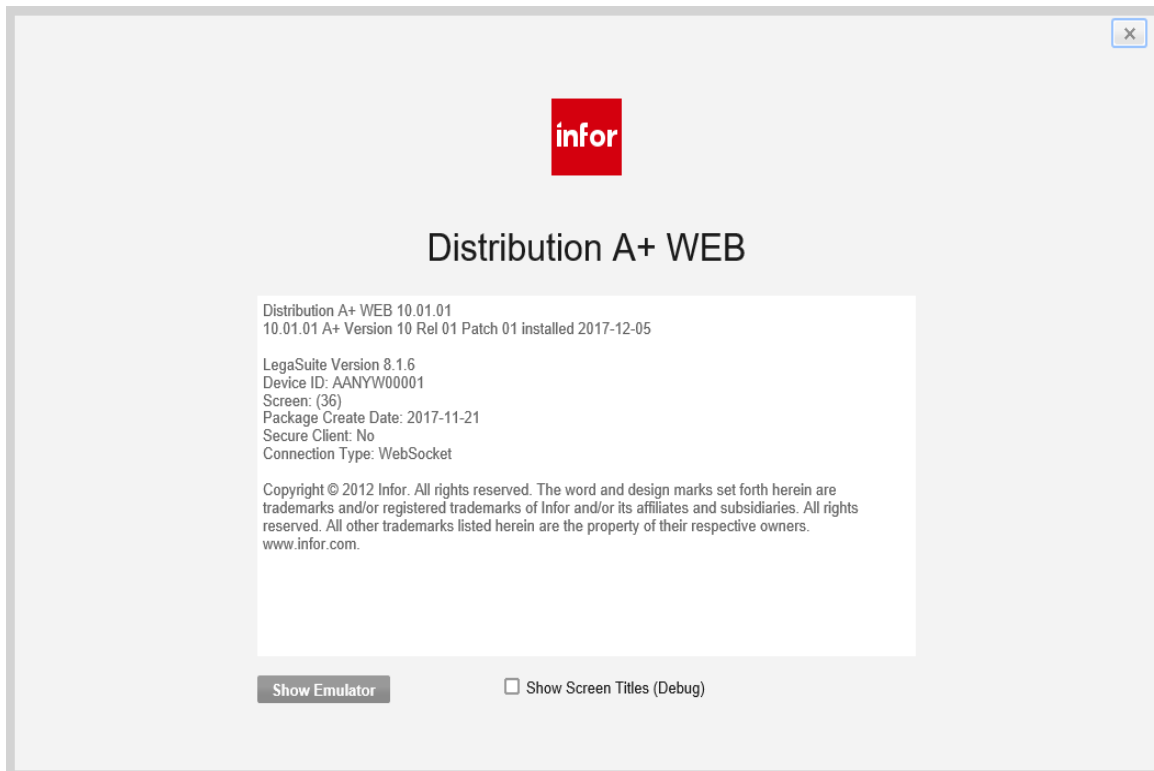 ×
infor
Distribution A+ WEB
Distribution A+ WEB 10.01.01
10.01.01 A+ Version 10 Rel 01 Patch 01 installed 2017-12-05
LegaSuite Version 8.1.6
Device ID: AANYW00001
Screen: (36)
Package Create Date: 2017-11-21
Secure Client: No
Connection Type: WebSocket
Copyright © 2012 Infor. All rights reserved. The word and design marks set forth herein are
trademarks and/or registered trademarks of Infor and/or its affiliates and subsidiaries. All rights
reserved. All other trademarks listed herein are the property of their respective owners.
www.infor.com.
Show Emulator
Show Screen Titles (Debug)